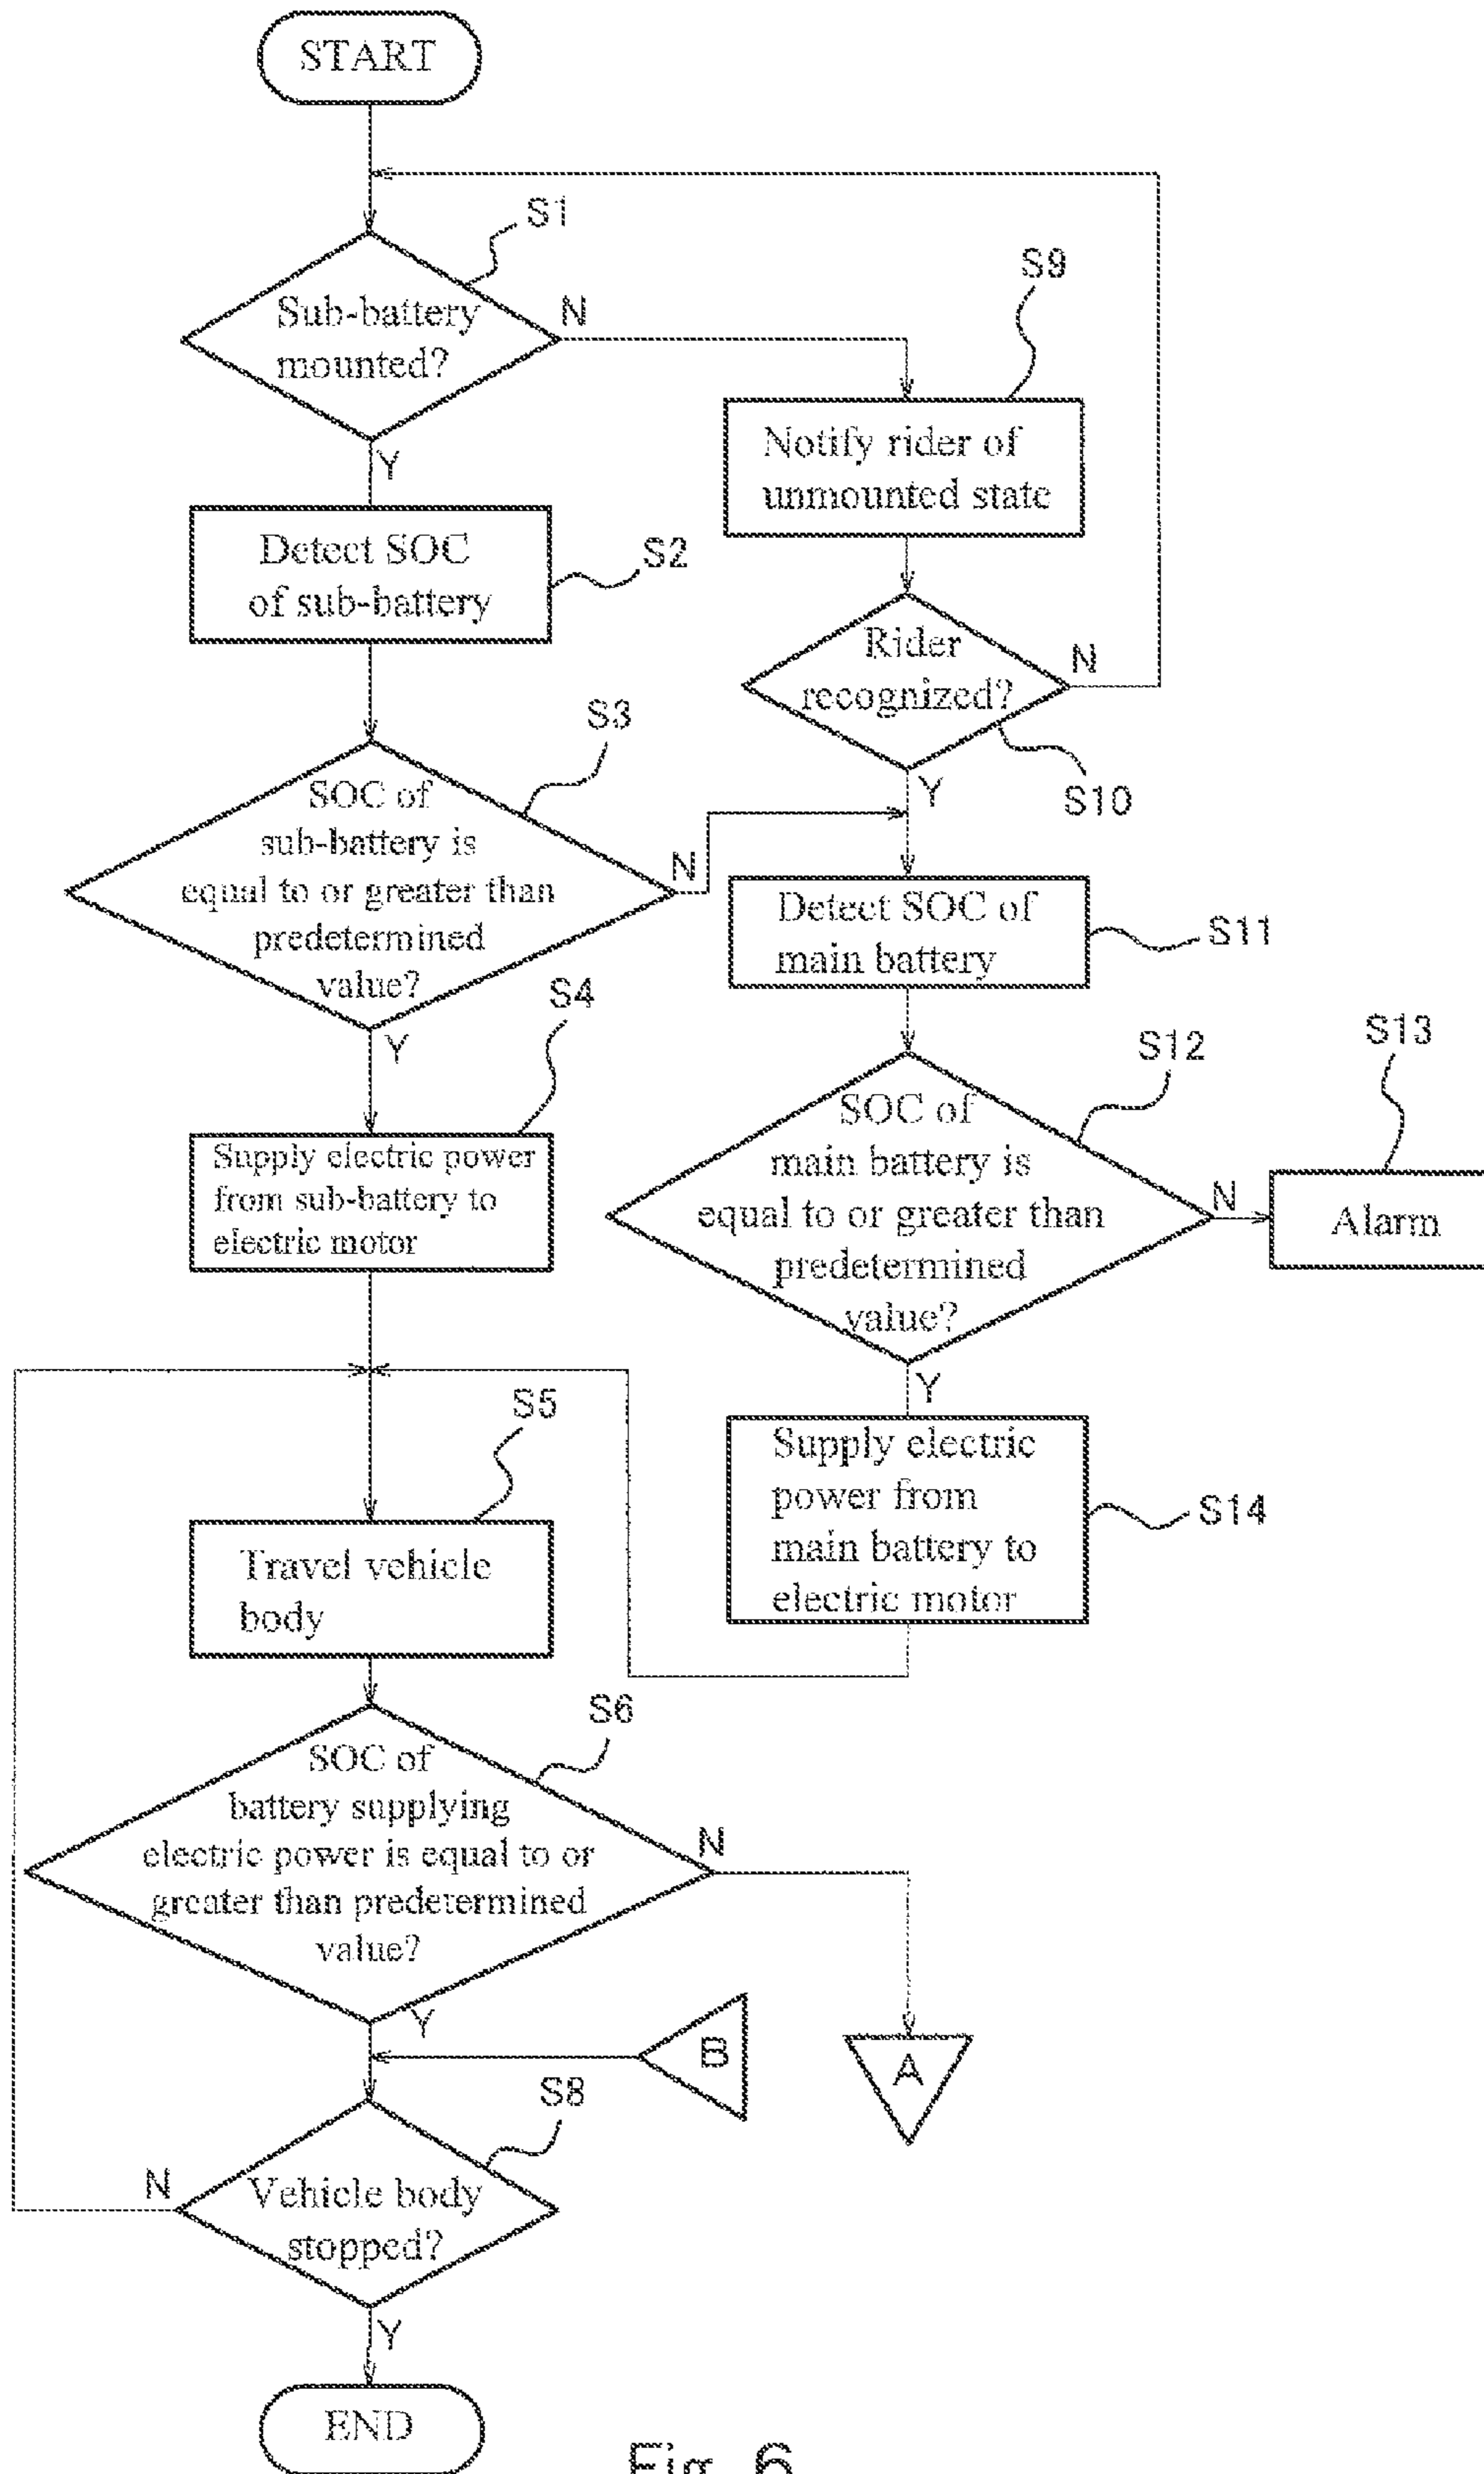 START
S1
Sub-battery
mounted?
N
Y
S9
Notify rider of
unmounted state
Detect SOC
of sub-battery
S2
Rider
recognized?
N
S10
Y
S3
SOC of
sub-battery is
equal to or greater than
predetermined
value?
N
Y
Detect SOC of
main battery
S11
S4
Supply electric power
from sub-battery to
electric motor
S12
SOC of
main battery is
equal to or greater than
predetermined
value?
N
Y
S13
Alarm
S5
Travel vehicle
body
Supply electric
power from
main battery to
electric motor
S14
S6
SOC of
battery supplying
electric power is equal to or
greater than predetermined
value?
N
Y
B
A
S8
Vehicle body
stopped?
N
Y
END
Fig. 6